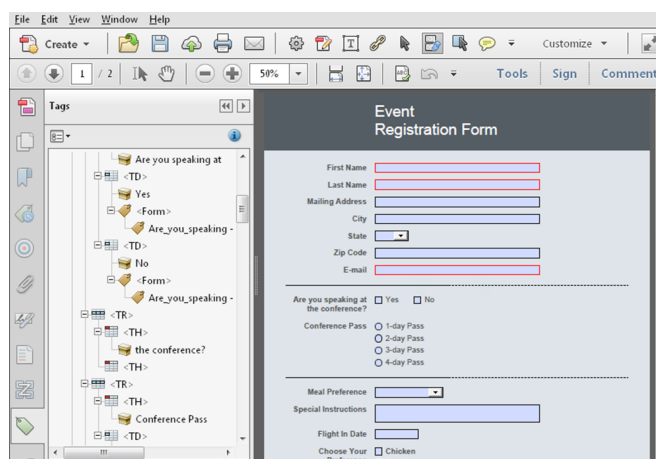 File Edit View Window Help
Create Customize
1 / 2 50% Tools Sign Comment
Tags
Are you speaking at
<TD>
Yes
<Form>
Are_you_speaking -
<TD>
No
<Form>
Are_you_speaking -
<TR>
<TH>
the conference?
<TH>
<TR>
<TH>
Conference Pass
<TD>
Event
Registration Form
First Name
Last Name
Mailing Address
City
State
Zip Code
E-mail
Are you speaking at Yes No
the conference?
Conference Pass 1-day Pass
2-day Pass
3-day Pass
4-day Pass
Meal Preference
Special Instructions
Flight In Date
Choose Your Chicken